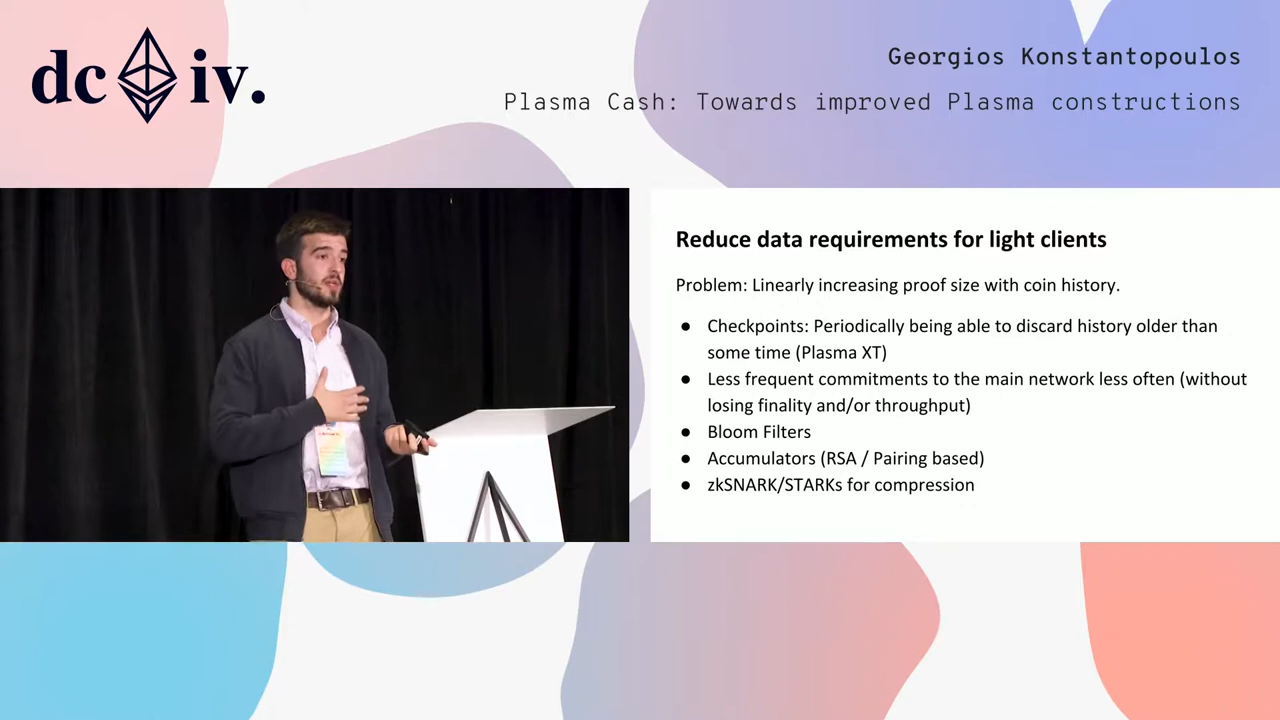 dc iv.
Georgios Konstantopoulos
Plasma Cash: Towards improved Plasma constructions
Reduce data requirements for light clients
Problem: Linearly increasing proof size with coin history.
● Checkpoints: Periodically being able to discard history older than
some time (Plasma XT)
● Less frequent commitments to the main network less often (without
losing finality and/or throughput)
● Bloom Filters
● Accumulators (RSA / Pairing based)
● zkSNARK/STARKs for compression